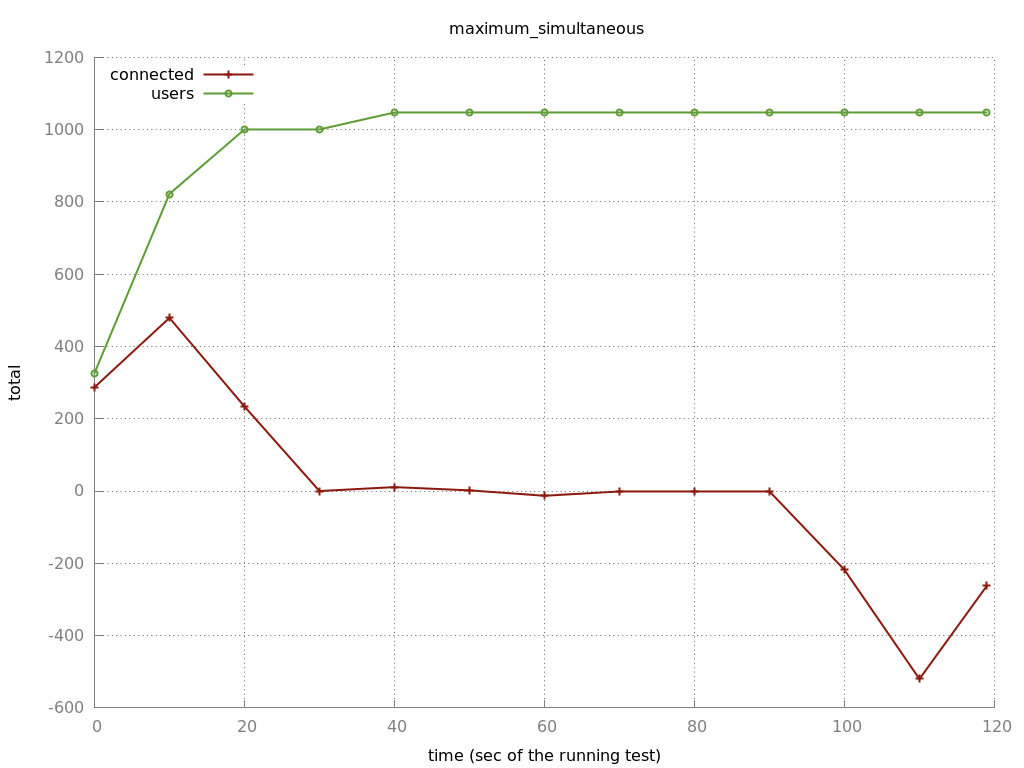 maximum_simultaneous
1200
1000
800
600
400
200
0
-200
-400
-600
connected
users
total
0 20 40 60 80 100 120
time (sec of the running test)